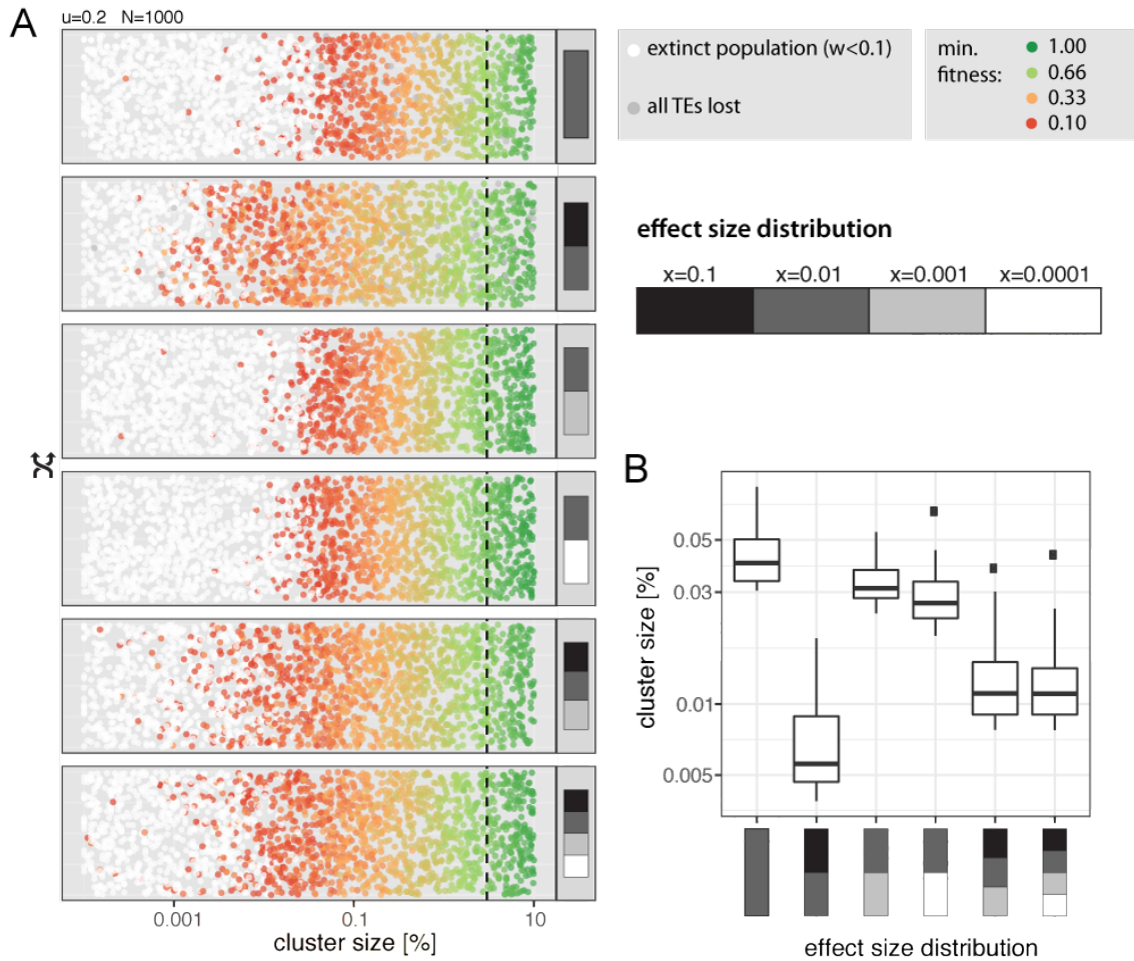 A
u=0.2 N=1000
extinct population (w<0.1)
all TEs lost
min.
fitness:
1.00
0.66
0.33
0.10
effect size distribution
x=0.1 x=0.01 x=0.001 x=0.0001
0.001 0.1 10
cluster size [%]
B
0.05
0.03
0.01
0.005
cluster size [%]
effect size distribution